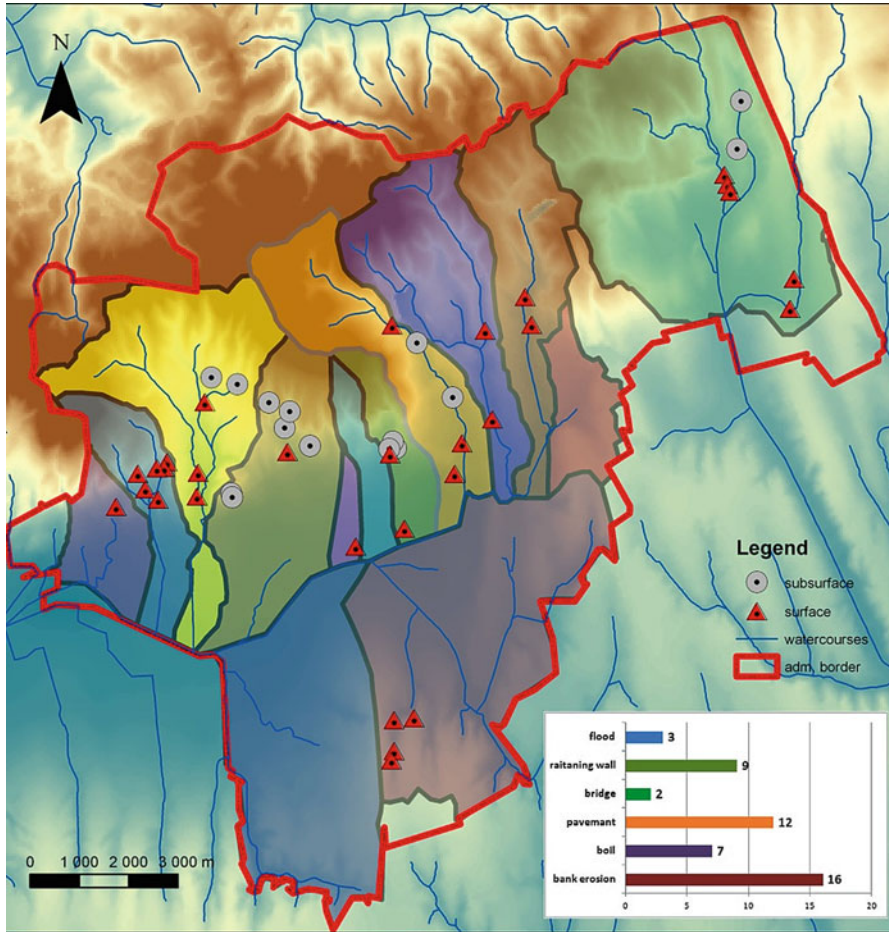 N
Legend
subsurface
surface
watercourses
adm. border
flood 3
raitaning wall 9
bridge 2
pavemant 12
boil 7
bank erosion 16
0 5 10 15 20
0 1 000 2 000 3 000 m